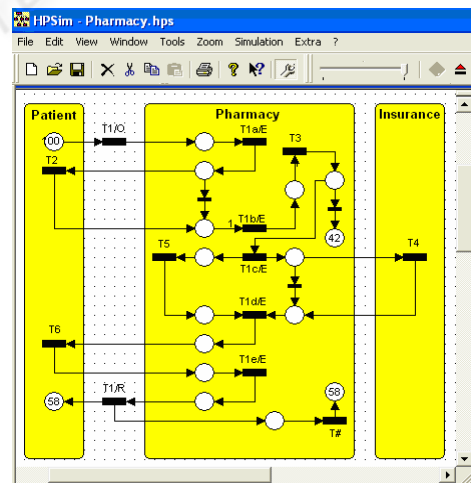 HPSim - Pharmacy.hps
File Edit View Window Tools Zoom Simulation Extra ?
Patient Pharmacy Insurance
100 T1/O T1a/E T3
T2
1 T1b/E
42
T5 T4
T1c/E
T1d/E
T6
T1e/E
T1/R
58 58
T#